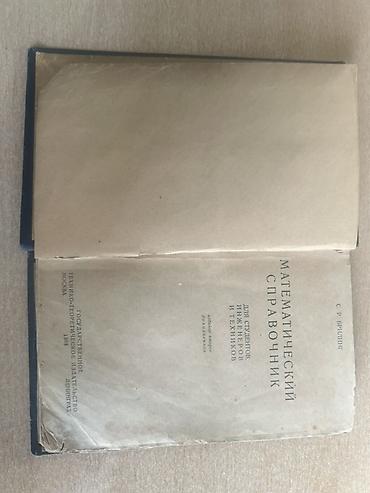 МАТЕМАТИЧЕСКИЙ
СПРАВОЧНИК
ДЛЯ СТУДЕНТОВ,
ИНЖЕНЕРОВ
И ТЕХНИКОВ
ГОСУДАРСТВЕННОЕ
ТЕХНИКО-ТЕОРЕТИЧЕСКОЕ ИЗДАТЕЛЬСТВО
МОСКВА ЛЕНИНГРАД